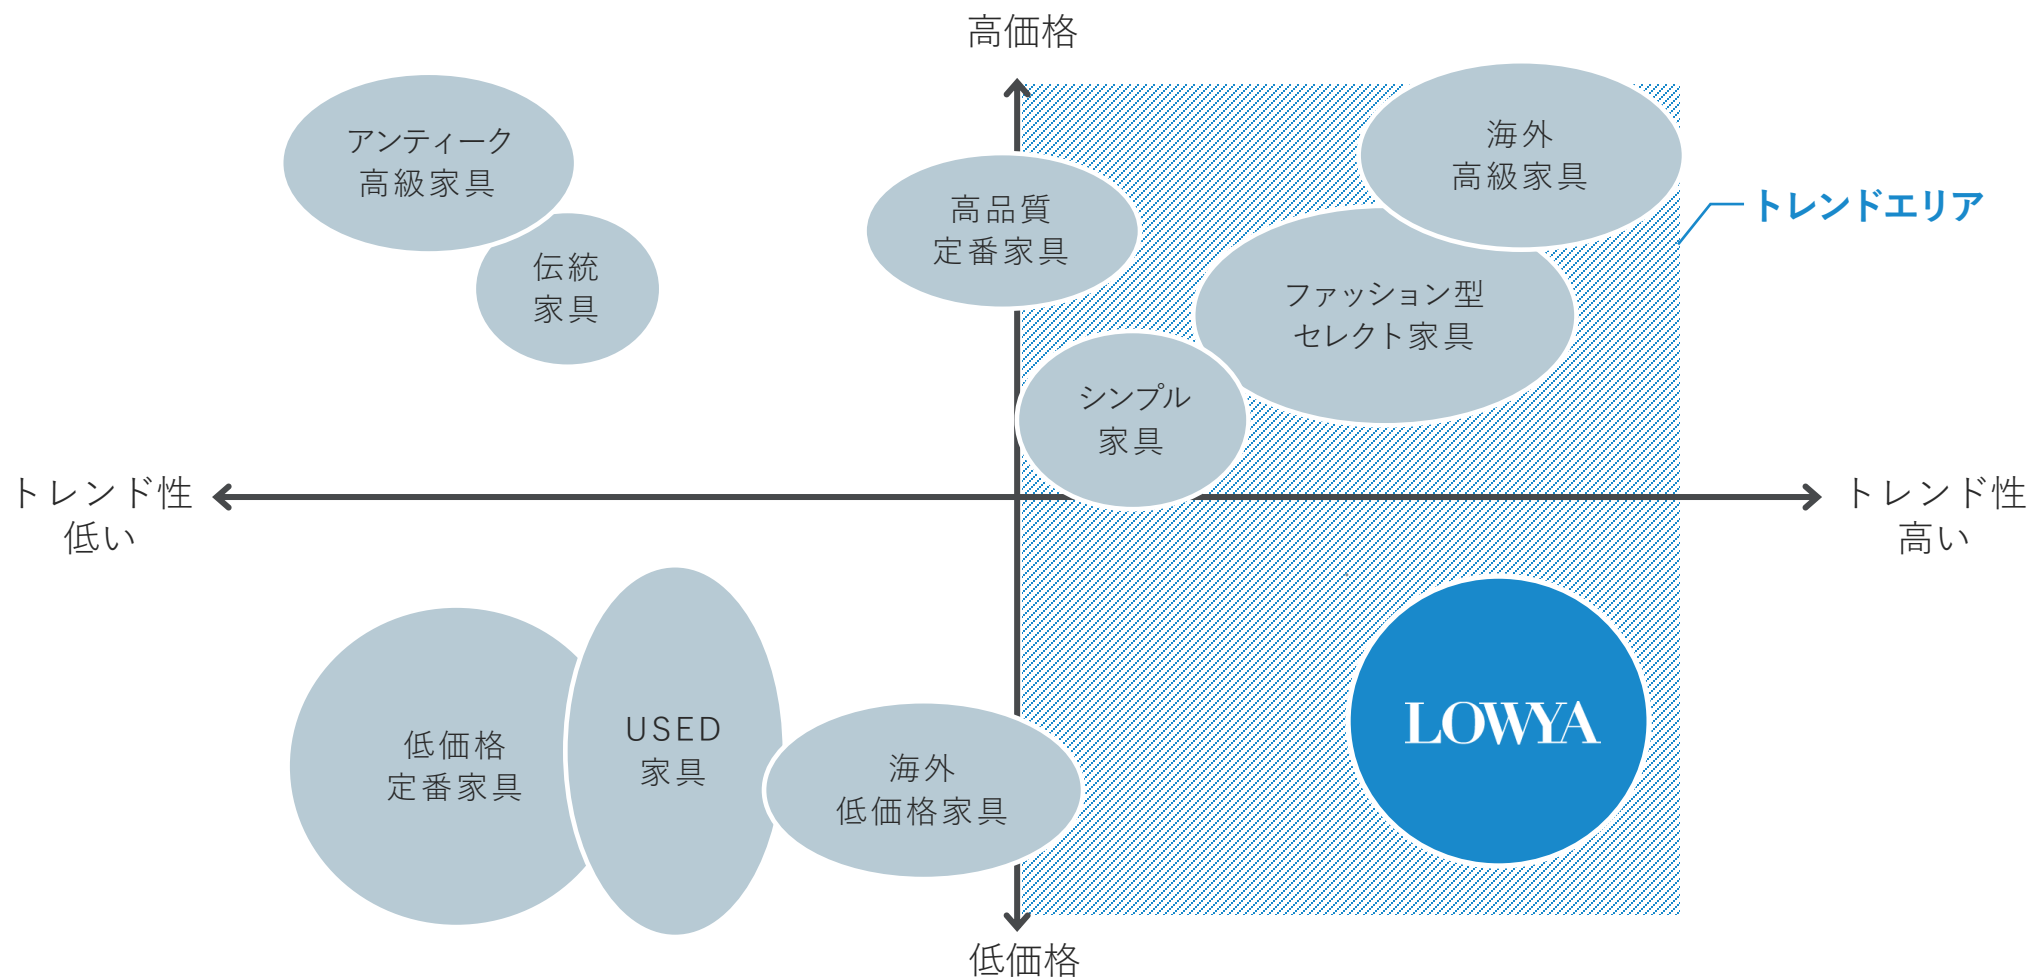 高価格
アンティーク
高級家具
伝統
家具
高品質
定番家具
海外
高級家具
トレンドエリア
ファッション型
セレクト家具
シンプル
家具
トレンド性
低い
トレンド性
高い
低価格
定番家具
USED
家具
海外
低価格家具
LOWYA
低価格